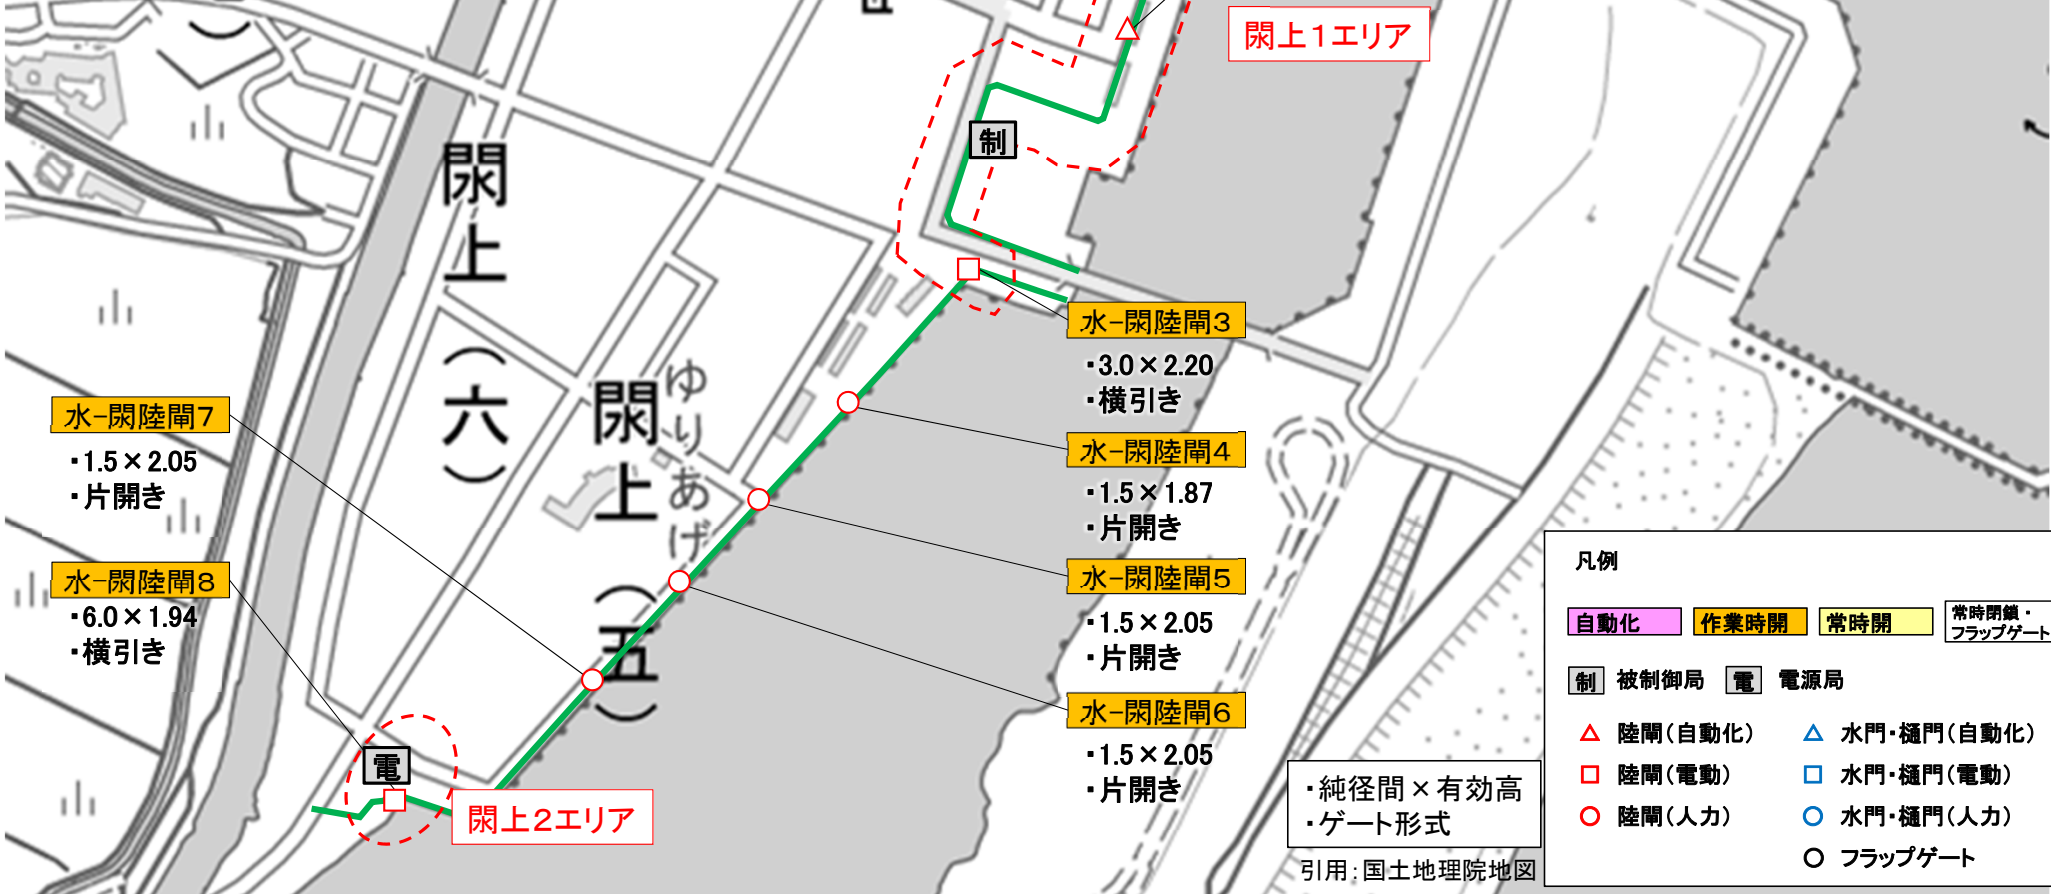 閖上1エリア
制
閖上(六)
閖上(五)
ゆりあげ
水-閖陸閘3
・3.0×2.20
・横引き
水-閖陸閘4
・1.5×1.87
・片開き
水-閖陸閘5
・1.5×2.05
・片開き
水-閖陸閘6
・1.5×2.05
・片開き
水-閖陸閘7
・1.5×2.05
・片開き
水-閖陸閘8
・6.0×1.94
・横引き
電
閖上2エリア
・純径間×有効高
・ゲート形式
引用:国土地理院地図
凡例
自動化 作業時開 常時開 常時閉鎖・
フラップゲート
制 被制御局 電 電源局
陸閘(自動化) 水門・樋門(自動化)
陸閘(電動) 水門・樋門(電動)
陸閘(人力) 水門・樋門(人力)
フラップゲート